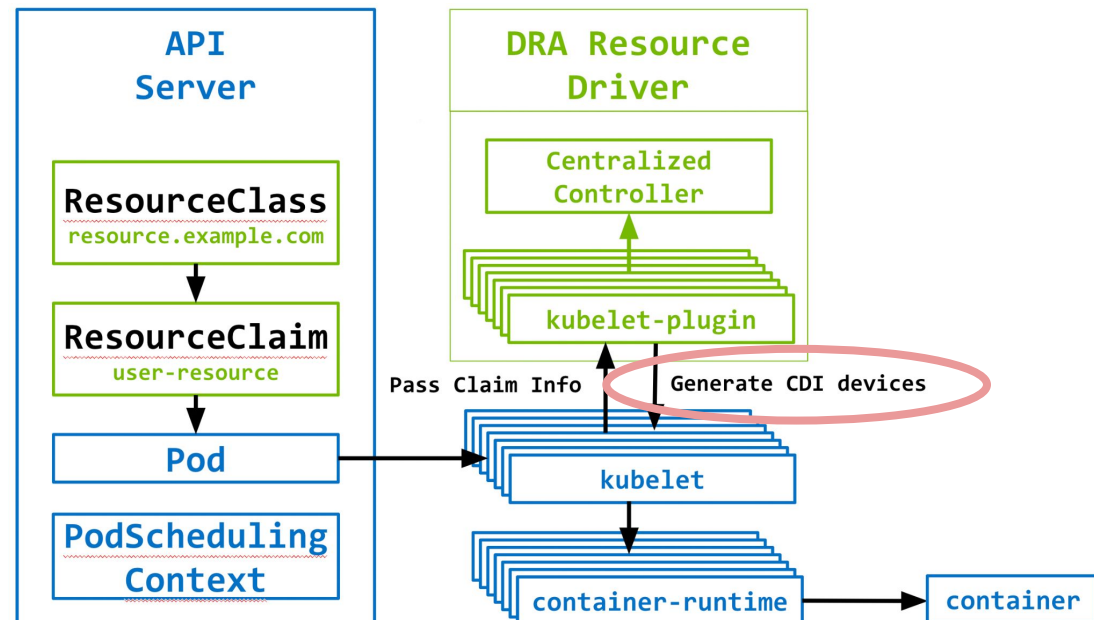 API
Server
ResourceClass
resource.example.com
ResourceClaim
user-resource
Pod
PodScheduling
Context
DRA Resource
Driver
Centralized
Controller
kubelet-plugin
Pass Claim Info
Generate CDI devices
kubelet
container-runtime
container